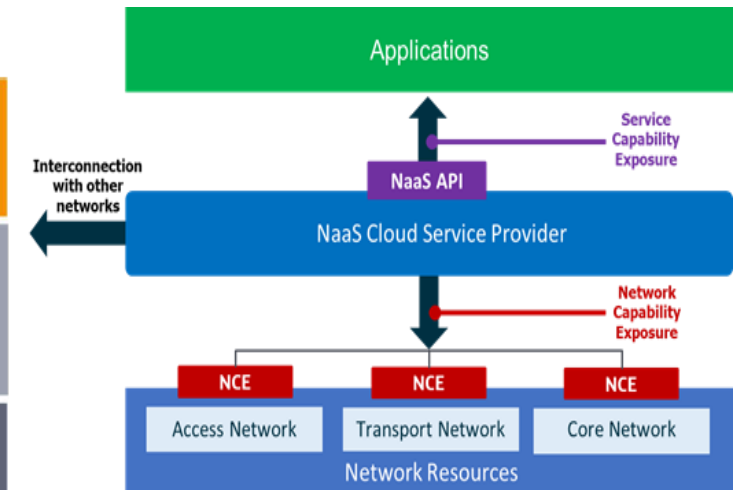 Applications
Service
Capability
Exposure
Interconnection
with other
networks
NaaS API
NaaS Cloud Service Provider
Network
Capability
Exposure
NCE
NCE
NCE
Access Network
Transport Network
Core Network
Network Resources